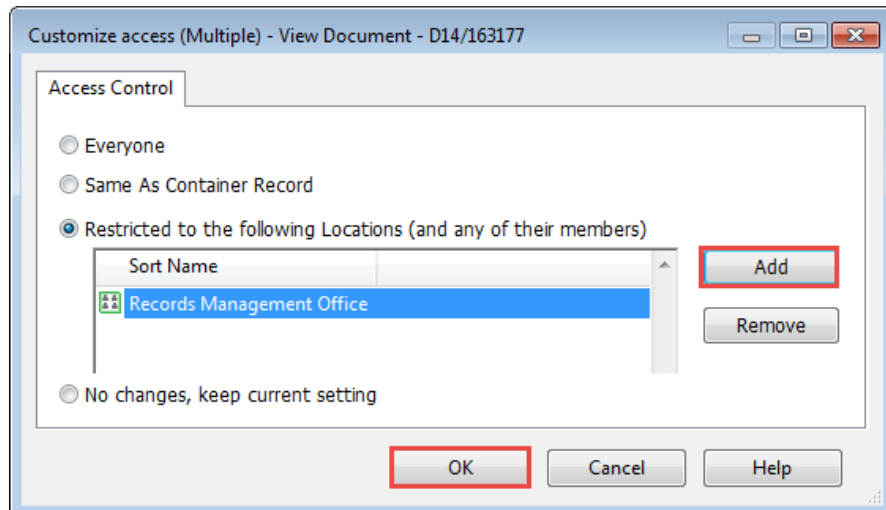 Customize access (Multiple) - View Document - D14/163177
Access Control
Everyone
Same As Container Record
Restricted to the following Locations (and any of their members)
Sort Name
Add
Records Management Office
Remove
No changes, keep current setting
OK Cancel Help